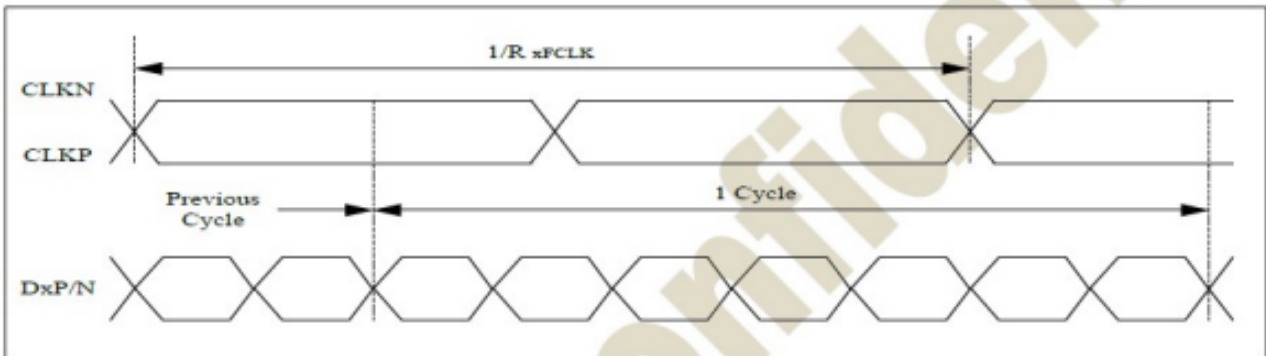 1/R xFCLK
CLKN
CLKP
Previous
Cycle
1 Cycle
DxP/N